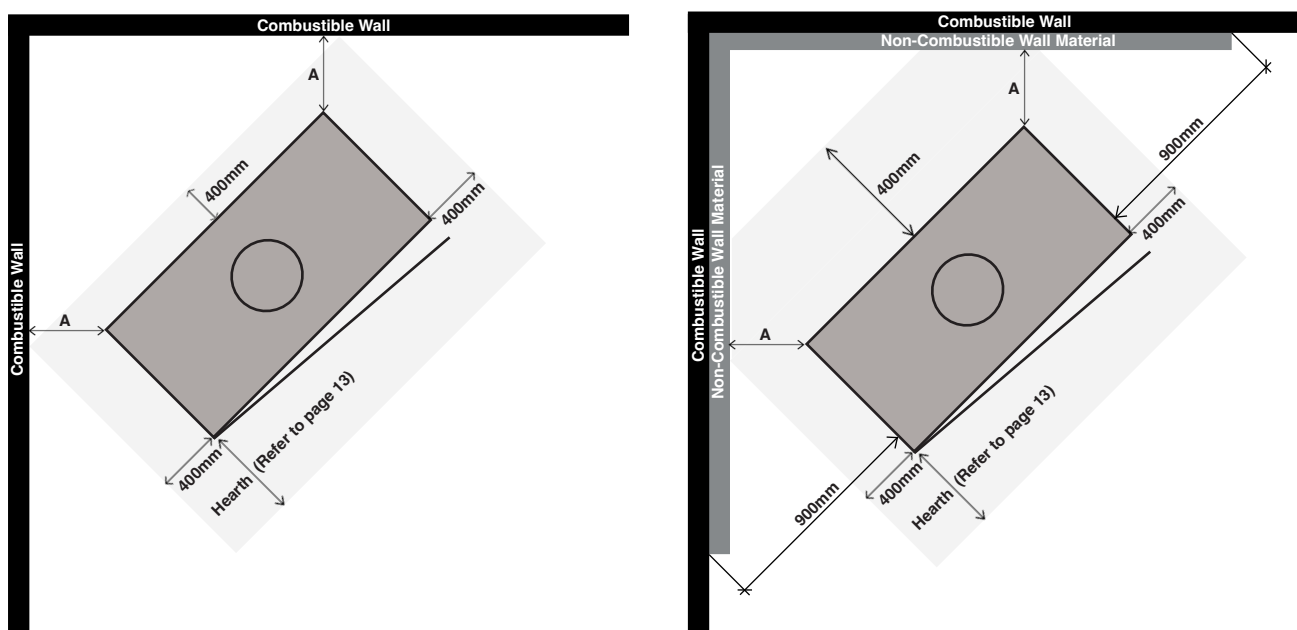 Combustible Wall
A
400mm
400mm
Combustible Wall
A
400mm
Hearth (Refer to page 13)
Combustible Wall
Non-Combustible Wall Material
A
900mm
400mm
400mm
Combustible Wall
Non-Combustible Wall Material
A
400mm
Hearth (Refer to page 13)
900mm